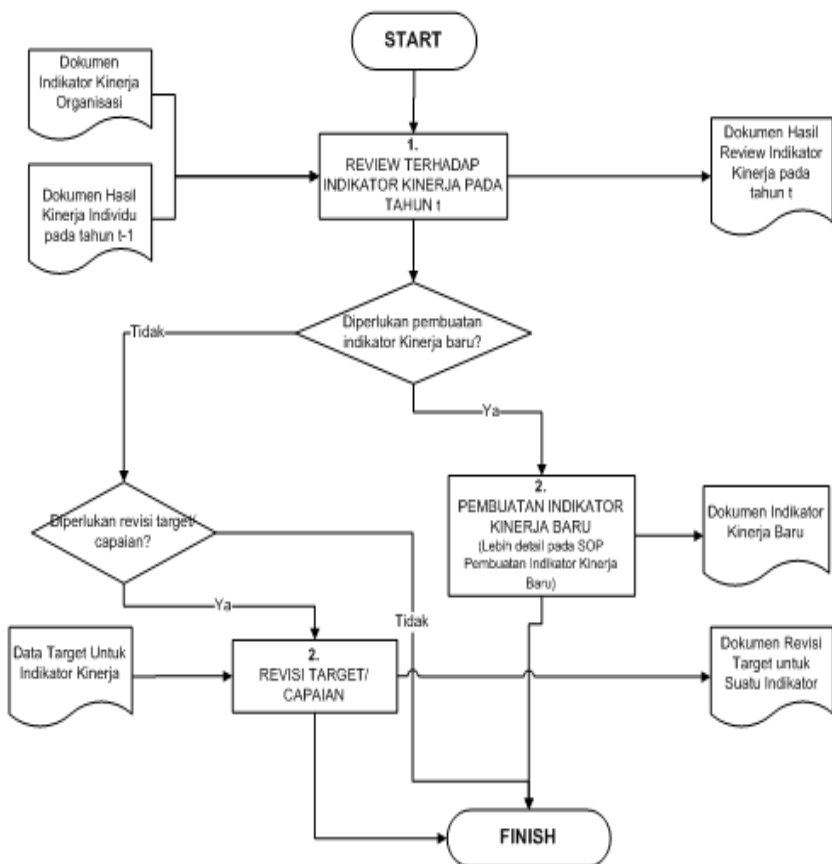 START
Dokumen
Indikator Kinerja
Organisasi
Dokumen Hasil
Kinerja Individu
pada tahun t-1
1.
REVIEW TERHADAP
INDIKATOR KINERJA PADA
TAHUN t
Dokumen Hasil
Review Indikator
Kinerja pada
tahun t
Diperlukan pembuatan
indikator Kinerja baru?
Tidak
Ya
Diperlukan revisi target/
capaian?
2.
PEMBUATAN INDIKATOR
KINERJA BARU
(Lebih detail pada SOP
Pembuatan Indikator Kinerja
Baru)
Dokumen Indikator
Kinerja Baru
Ya
Tidak
Data Target Untuk
Indikator Kinerja
2.
REVISI TARGET/
CAPAIAN
Dokumen Revisi
Target untuk
Suatu Indikator
FINISH